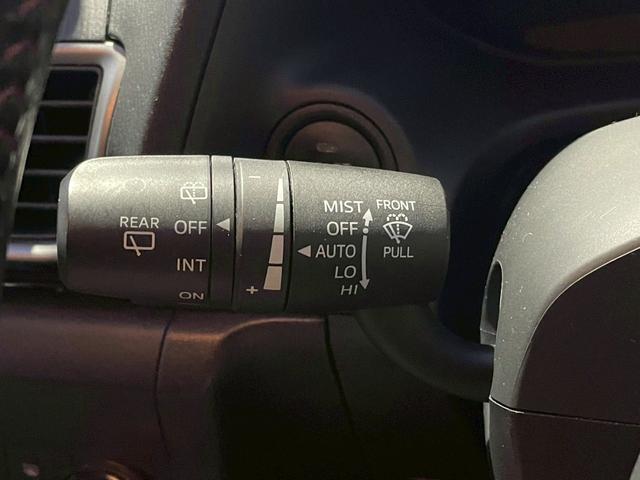 REAR
OFF
INT
ON
–
+
MIST
OFF
AUTO
LO
HI
FRONT
PULL